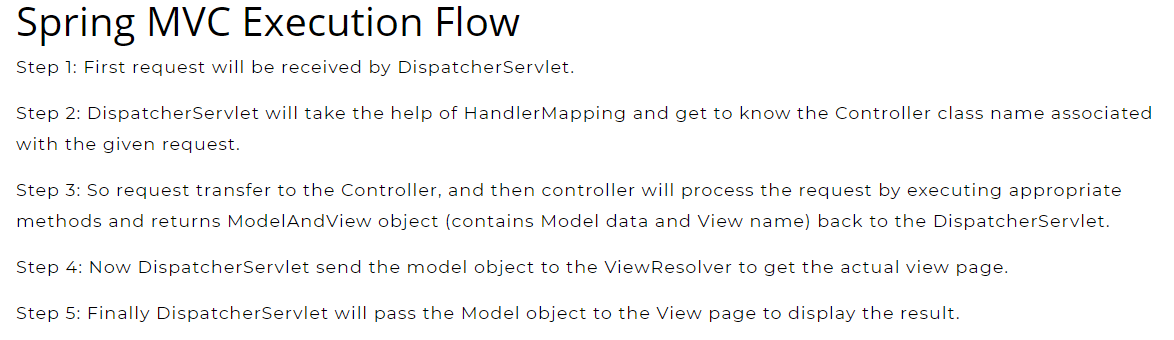 Spring MVC Execution Flow
Step 1: First request will be received by DispatcherServlet.
Step 2: DispatcherServlet will take the help of HandlerMapping and get to know the Controller class name associated
with the given request.
Step 3: So request transfer to the Controller, and then controller will process the request by executing appropriate
methods and returns ModelAndView object (contains Model data and View name) back to the DispatcherServlet.
Step 4: Now DispatcherServlet send the model object to the ViewResolver to get the actual view page.
Step 5: Finally DispatcherServlet will pass the Model object to the View page to display the result.